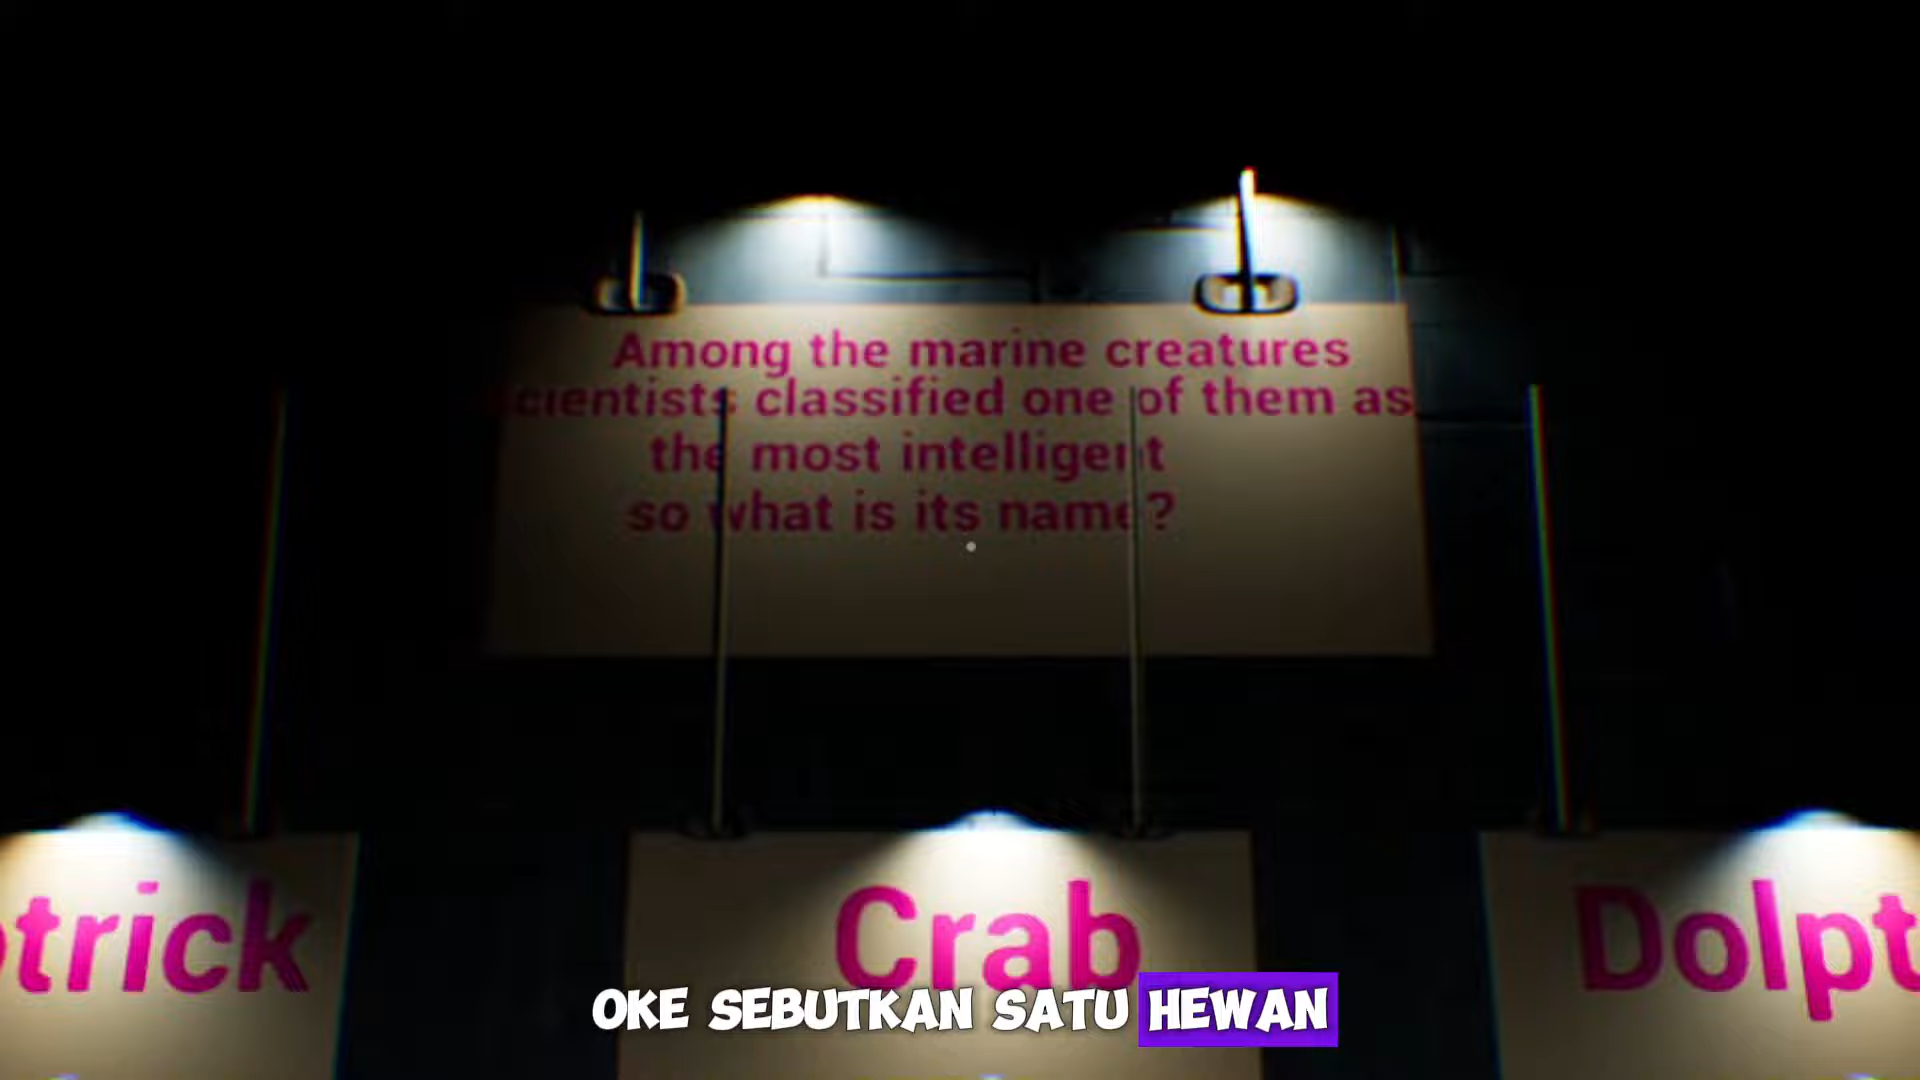 Among the marine creatures
scientists classified one of them as
the most intelligent
so what is its name?
trick
Crab
Dolp
OKE SEBUTKAN SATU HEWAN